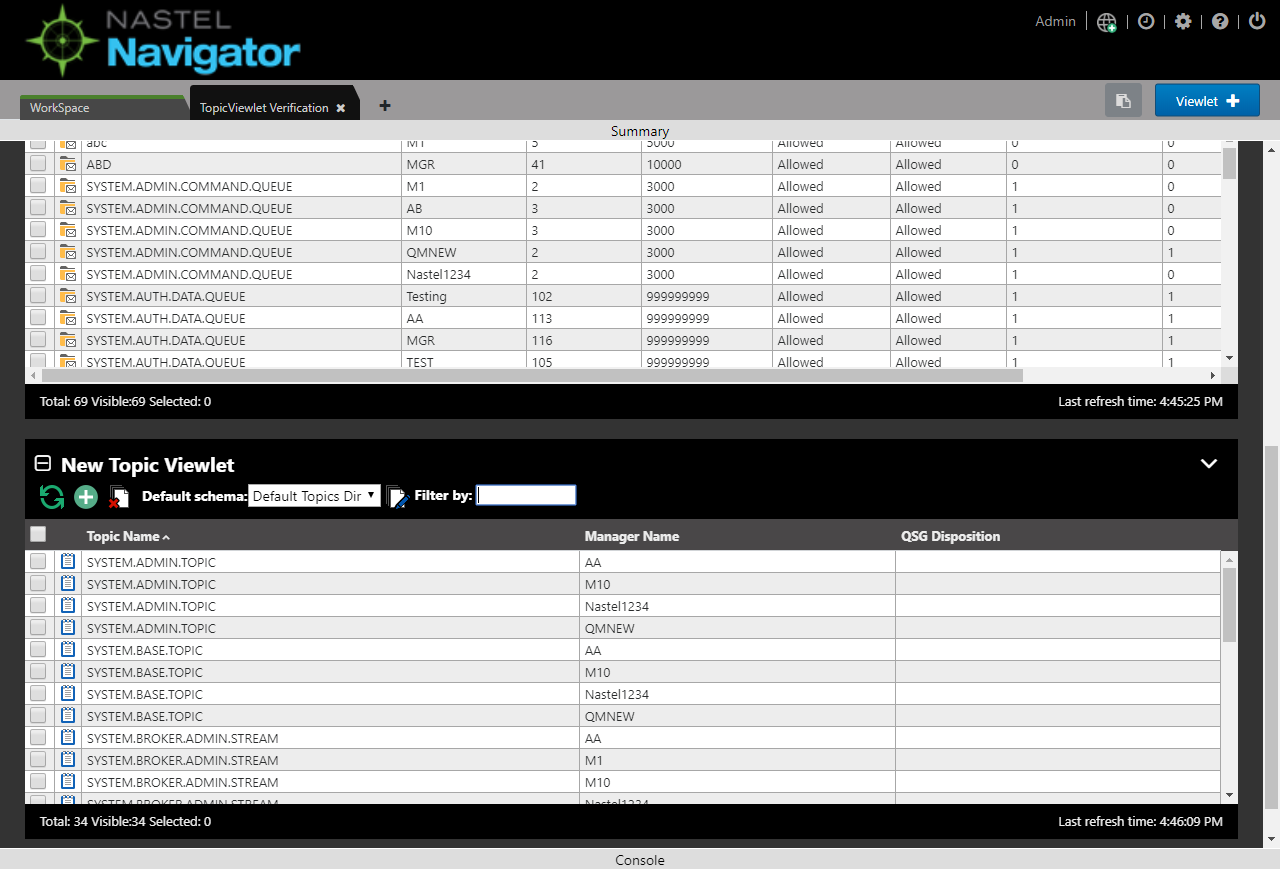 NASTEL
Navigator
Admin
WorkSpace
TopicViewlet Verification
Viewlet
Summary
abc M1 3 3000 Allowed Allowed 0 0
ABD MGR 41 10000 Allowed Allowed 0 0
SYSTEM.ADMIN.COMMAND.QUEUE M1 2 3000 Allowed Allowed 1 0
SYSTEM.ADMIN.COMMAND.QUEUE AB 3 3000 Allowed Allowed 1 0
SYSTEM.ADMIN.COMMAND.QUEUE M10 3 3000 Allowed Allowed 1 0
SYSTEM.ADMIN.COMMAND.QUEUE QMNEW 2 3000 Allowed Allowed 1 1
SYSTEM.ADMIN.COMMAND.QUEUE Nastel1234 2 3000 Allowed Allowed 1 0
SYSTEM.AUTH.DATA.QUEUE Testing 102 999999999 Allowed Allowed 1 1
SYSTEM.AUTH.DATA.QUEUE AA 113 999999999 Allowed Allowed 1 1
SYSTEM.AUTH.DATA.QUEUE MGR 116 999999999 Allowed Allowed 1 1
SYSTEM.AUTH.DATA.QUEUE TEST 105 999999999 Allowed Allowed 1 1
Total: 69 Visible:69 Selected: 0 Last refresh time: 4:45:25 PM
New Topic Viewlet
Default schema: Default Topics Dir Filter by:
Topic Name Manager Name QSG Disposition
SYSTEM.ADMIN.TOPIC AA
SYSTEM.ADMIN.TOPIC M10
SYSTEM.ADMIN.TOPIC Nastel1234
SYSTEM.ADMIN.TOPIC QMNEW
SYSTEM.BASE.TOPIC AA
SYSTEM.BASE.TOPIC M10
SYSTEM.BASE.TOPIC Nastel1234
SYSTEM.BASE.TOPIC QMNEW
SYSTEM.BROKER.ADMIN.STREAM AA
SYSTEM.BROKER.ADMIN.STREAM M1
SYSTEM.BROKER.ADMIN.STREAM M10
SYSTEM.BROKER.ADMIN.STREAM Nastel1234
Total: 34 Visible:34 Selected: 0 Last refresh time: 4:46:09 PM
Console